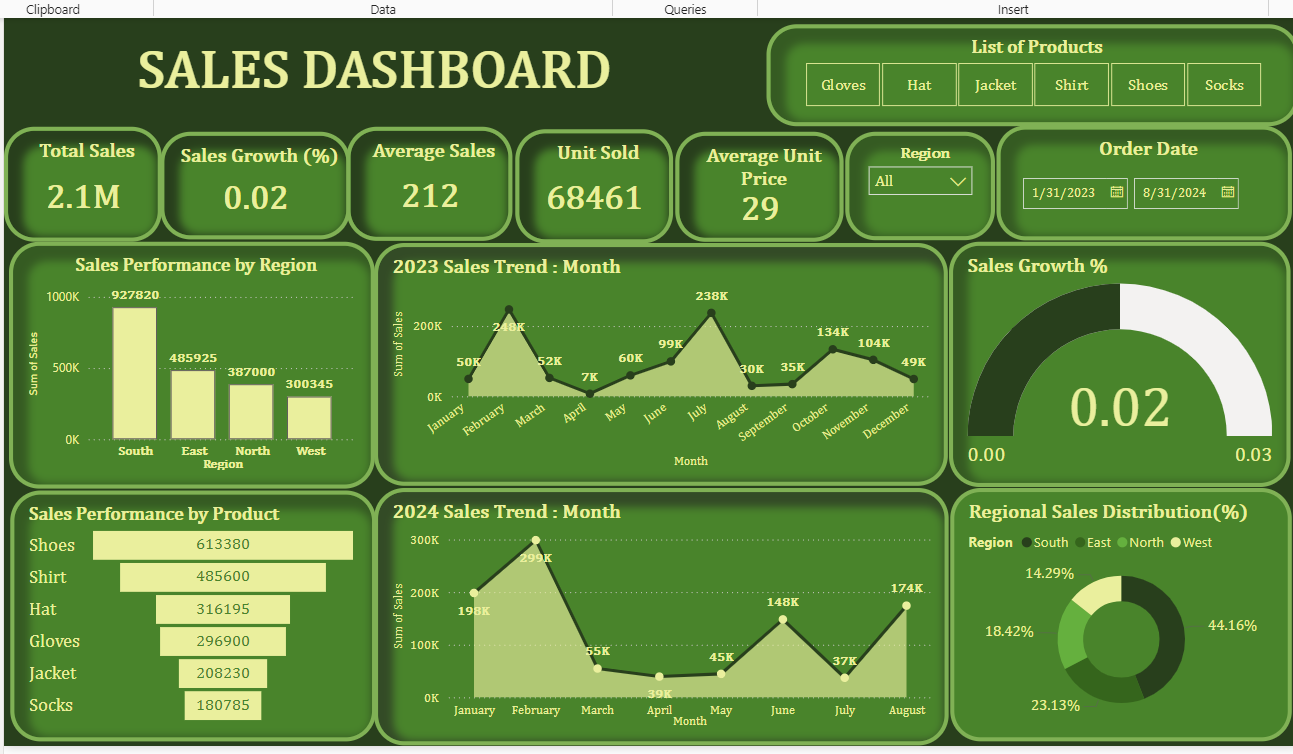 Clipboard
Data
Queries
Insert
SALES DASHBOARD
List of Products
Gloves
Hat
Jacket
Shirt
Shoes
Socks
Total Sales
2.1M
Sales Growth (%)
0.02
Average Sales
212
Unit Sold
68461
Average Unit
Price
29
Region
All
Order Date
1/31/2023
8/31/2024
Sales Performance by Region
Sum of Sales
1000K
500K
0K
927820
485925
387000
300345
South
East
North
West
Region
2023 Sales Trend : Month
Sum of Sales
200K
0K
50K
248K
52K
7K
60K
99K
238K
30K
35K
134K
104K
49K
January
February
March
April
May
June
July
August
September
October
November
December
Month
Sales Growth %
0.02
0.00
0.03
Sales Performance by Product
Shoes 613380
Shirt 485600
Hat 316195
Gloves 296900
Jacket 208230
Socks 180785
2024 Sales Trend : Month
Sum of Sales
300K
200K
100K
0K
198K
299K
55K
39K
45K
148K
37K
174K
January
February
March
April
May
June
July
August
Month
Regional Sales Distribution(%)
Region South East North West
14.29%
44.16%
18.42%
23.13%